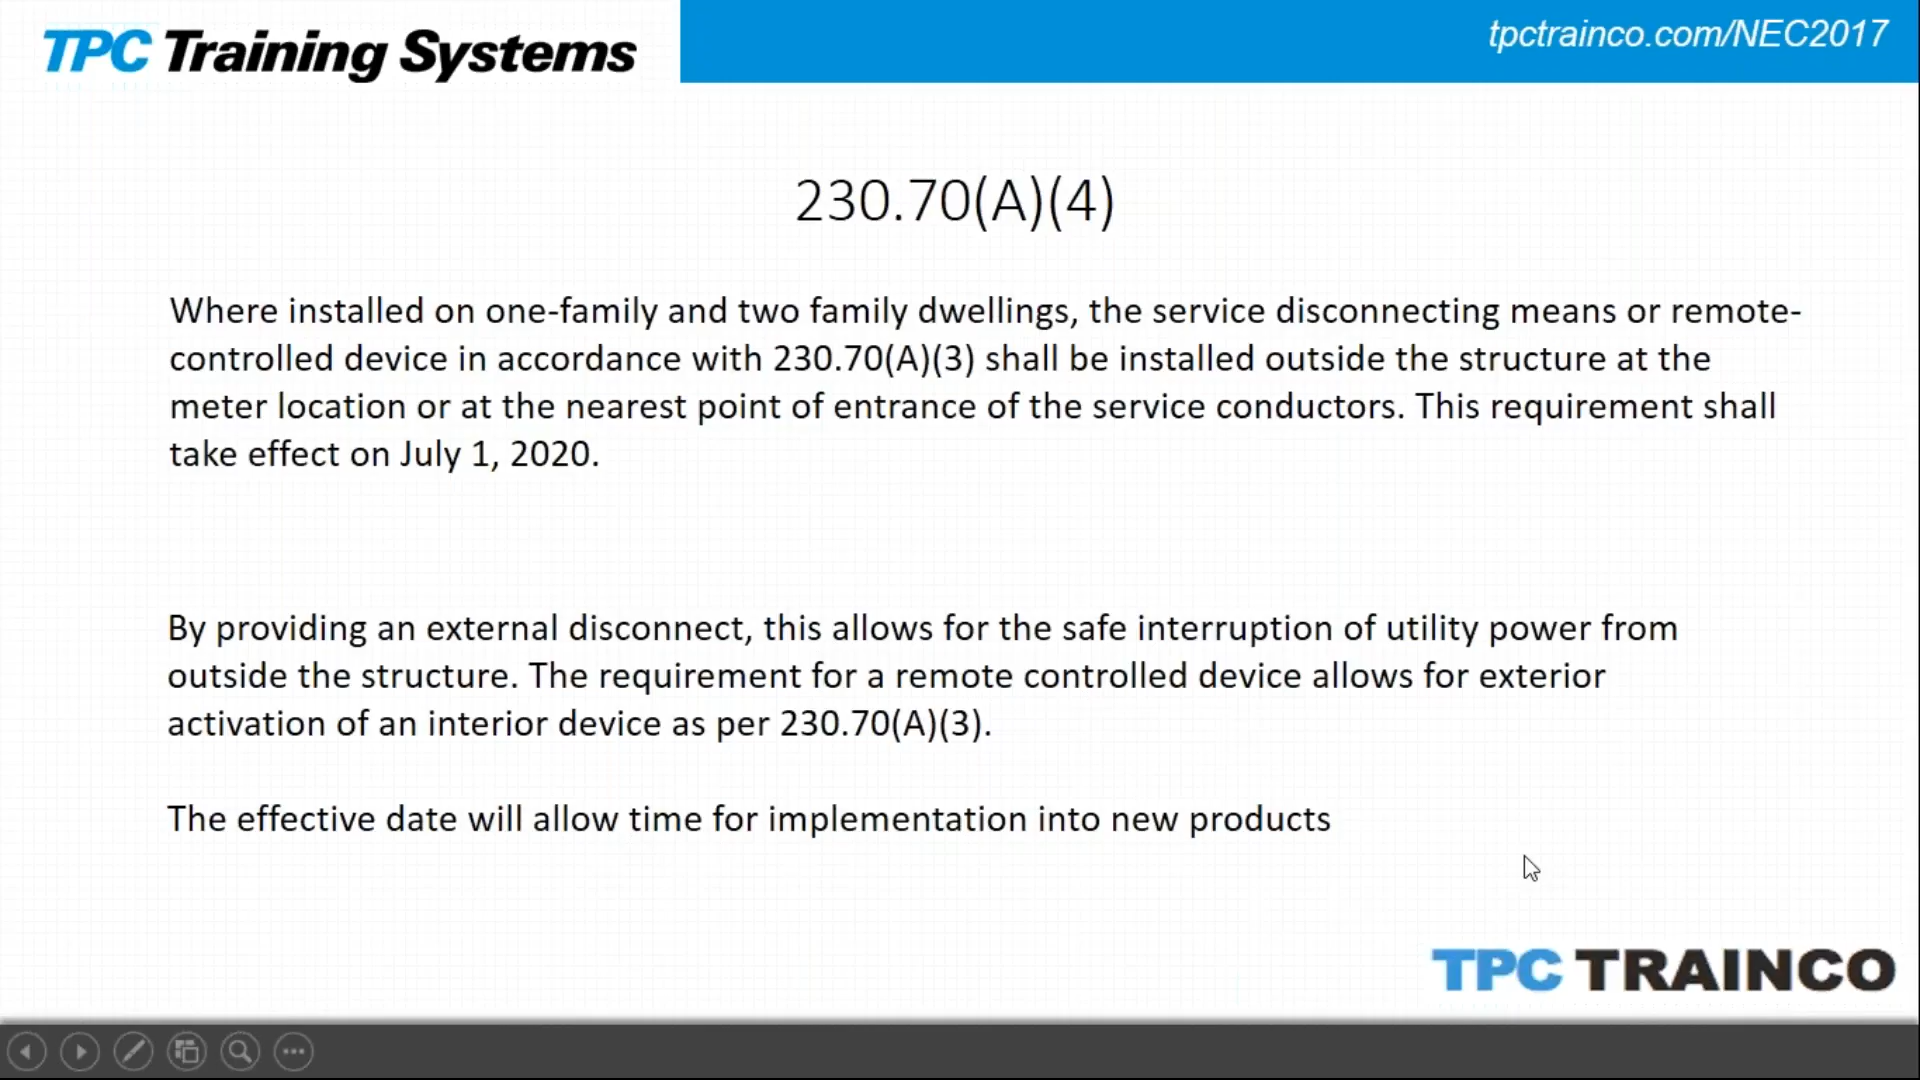 TPC Training Systems
tpctrainco.com/NEC2017
230.70(A)(4)
Where installed on one-family and two family dwellings, the service disconnecting means or remote-
controlled device in accordance with 230.70(A)(3) shall be installed outside the structure at the
meter location or at the nearest point of entrance of the service conductors. This requirement shall
take effect on July 1, 2020.
By providing an external disconnect, this allows for the safe interruption of utility power from
outside the structure. The requirement for a remote controlled device allows for exterior
activation of an interior device as per 230.70(A)(3).
The effective date will allow time for implementation into new products
TPC TRAINCO